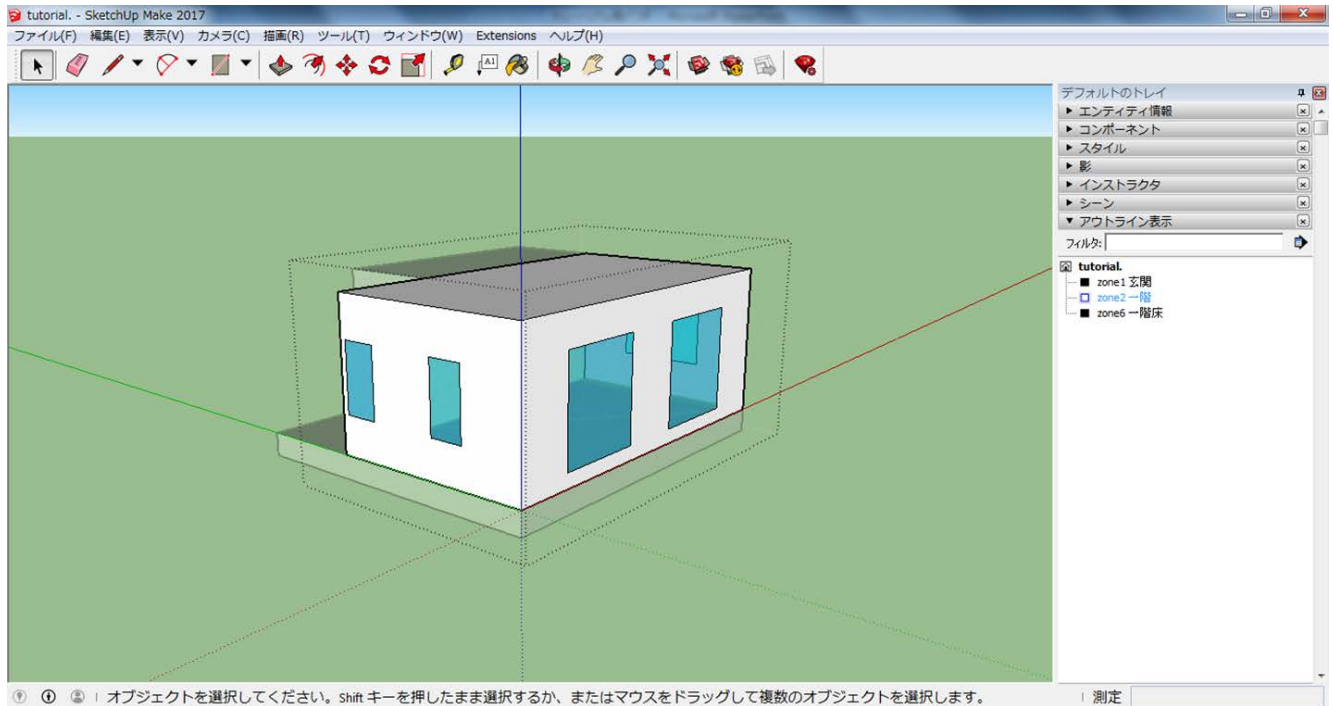 tutorial. - SketchUp Make 2017
ファイル(F) 編集(E) 表示(V) カメラ(C) 描画(R) ツール(T) ウィンドウ(W) Extensions ヘルプ(H)
A1
デフォルトのトレイ
エンティティ情報
コンポーネント
スタイル
影
インストラクタ
シーン
アウトライン表示
フィルタ:
tutorial.
zone1 玄関
zone2 一階
zone6 一階床
オブジェクトを選択してください。Shift キーを押したまま選択するか、またはマウスをドラッグして複数のオブジェクトを選択します。
測定